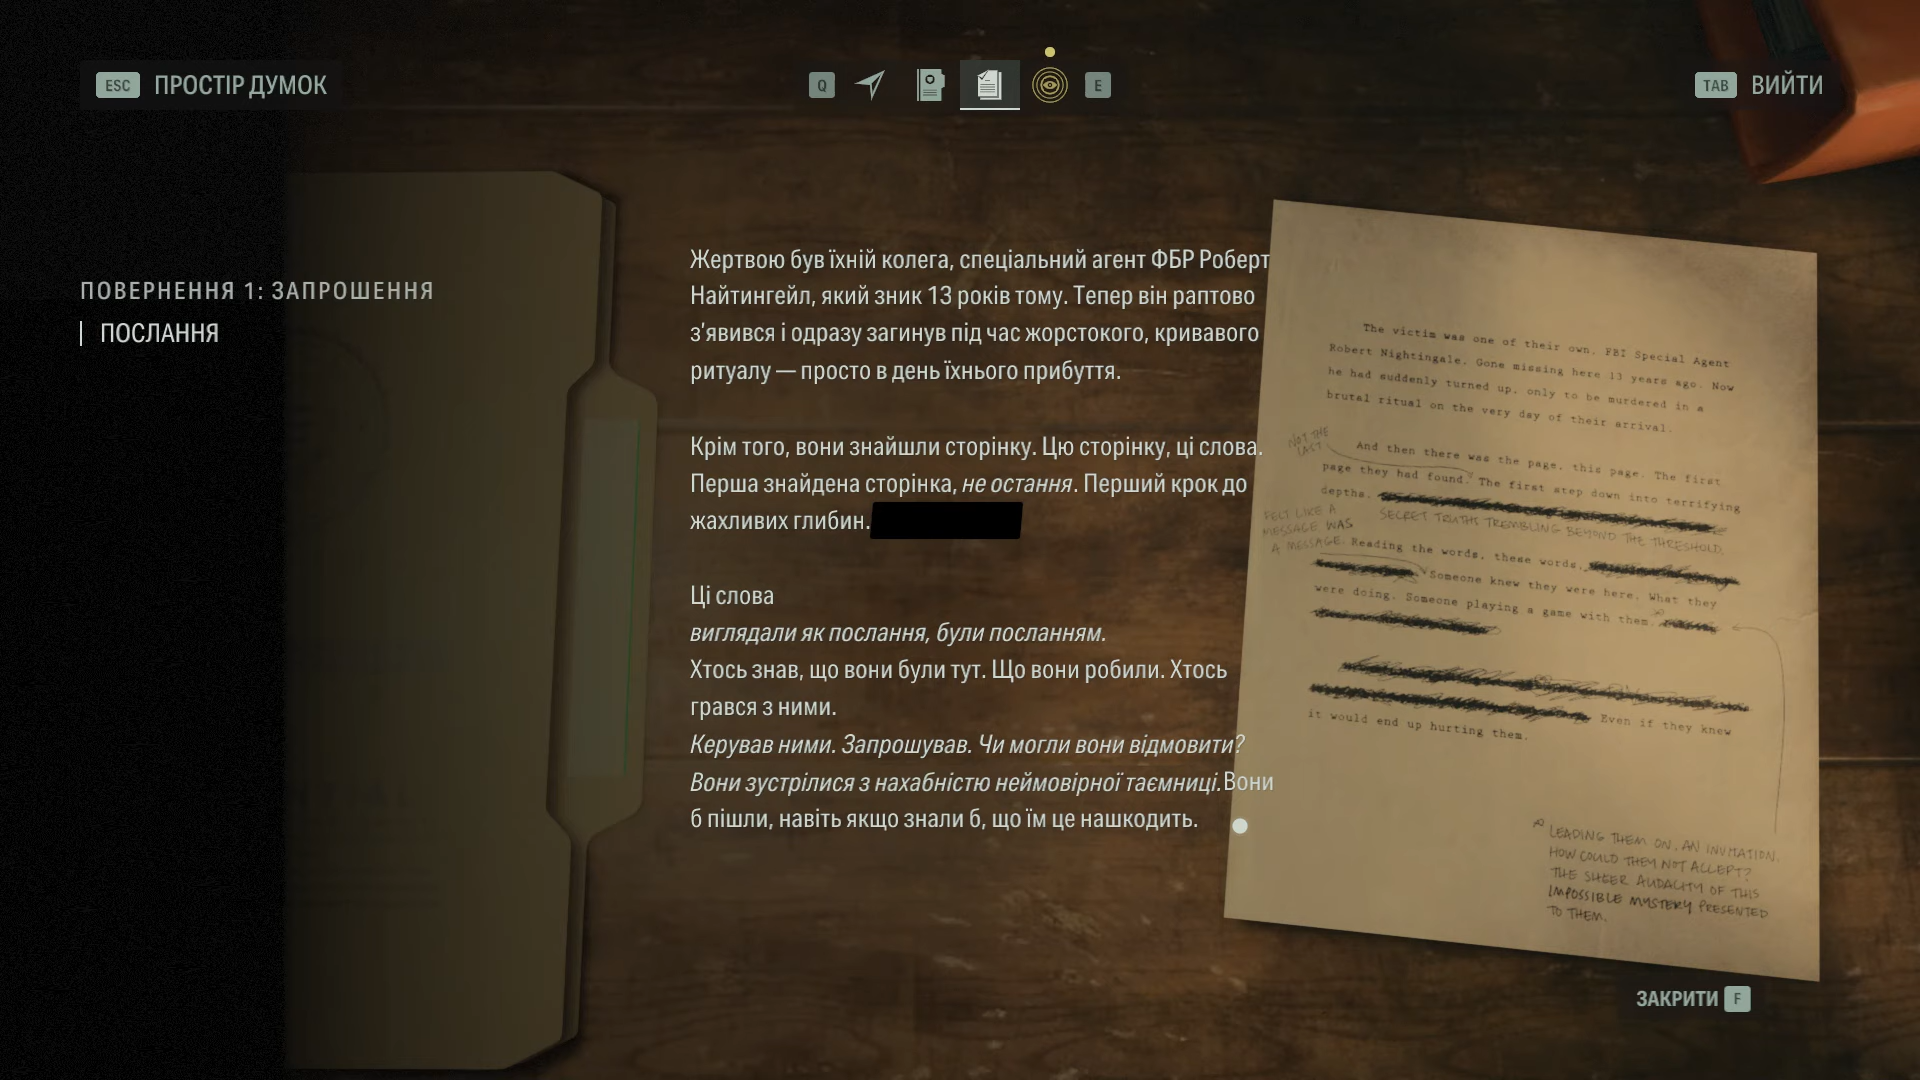 ESC ПРОСТІР ДУМОК
Q
E
TAB ВИЙТИ
ПОВЕРНЕННЯ 1: ЗАПРОШЕННЯ
ПОСЛАННЯ
Жертвою був їхній колега, спеціальний агент ФБР Роберт
Найтингейл, який зник 13 років тому. Тепер він раптово
з'явився і одразу загинув під час жорстокого, кривавого
ритуалу — просто в день їхнього прибуття.
Крім того, вони знайшли сторінку. Цю сторінку, ці слова.
Перша знайдена сторінка, не остання. Перший крок до
жахливих глибин.
Ці слова
виглядали як послання, були посланням.
Хтось знав, що вони були тут. Що вони робили. Хтось
грався з ними.
Керував ними. Запрошував. Чи могли вони відмовити?
Вони зустрілися з нахабністю неймовірної таємниці. Вони
б пішли, навіть якщо знали б, що їм це нашкодить.
The victim was one of their own. FBI Special Agent
Robert Nightingale. Gone missing here 13 years ago. Now
he had suddenly turned up, only to be murdered in a
brutal ritual on the very day of their arrival.
NOT THE
LAST
And then there was the page, this page. The first
page they had found. The first step down into terrifying
depths.
SECRET TRUTHS TREMBLING BEYOND THE THRESHOLD.
FELT LIKE A
MESSAGE WAS
A MESSAGE.
Reading the words, these words.
Someone knew they were here. What they
were doing. Someone playing a game with them.
Even if they knew
it would end up hurting them.
LEADING THEM ON. AN INVITATION.
HOW COULD THEY NOT ACCEPT?
THE SHEER AUDACITY OF THIS
IMPOSSIBLE MYSTERY PRESENTED
TO THEM.
ЗАКРИТИ F